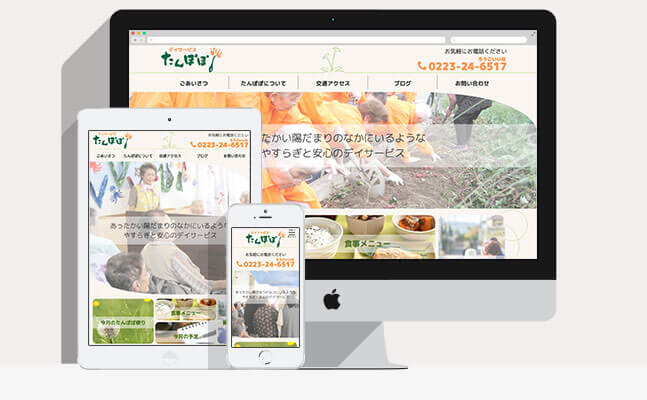 デイサービス
たんぽぽ
お気軽にお電話ください
0223-24-6517
ごあいさつ
たんぽぽについて
交通アクセス
ブログ
お問い合わせ
あったかい陽だまりのなかにいるような
やすらぎと安心のデイサービス
食事メニュー
デイサービス
たんぽぽ
お気軽にお電話ください
0223-24-6517
ごあいさつ
たんぽぽについて
交通アクセス
ブログ
お問い合わせ
あったかい陽だまりのなかにいるような
やすらぎと安心のデイサービス
今月のたんぽぽ便り
食事メニュー
今月の予定
デイサービス
たんぽぽ
お気軽にお電話ください
0223-24-6517
あったかい陽だまりのなかにいるような
やすらぎと安心のデイサービス